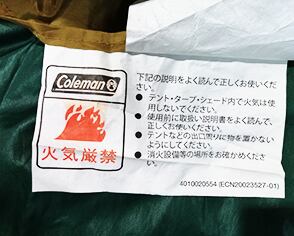 Coleman
火気厳禁
下記の説明をよく読んで正しくお使いくだ
さい。
● テント・タープ・シェード内で火気は使
用しないでください。
● 使用前に取扱い説明書をよく読んで、
正しくお使いください。
● テントなどの出口周りに物を置かない
ようにしてください。
● 消火設備等の場所をお確かめくださ
い。
4010020554 (ECN20023527-01)